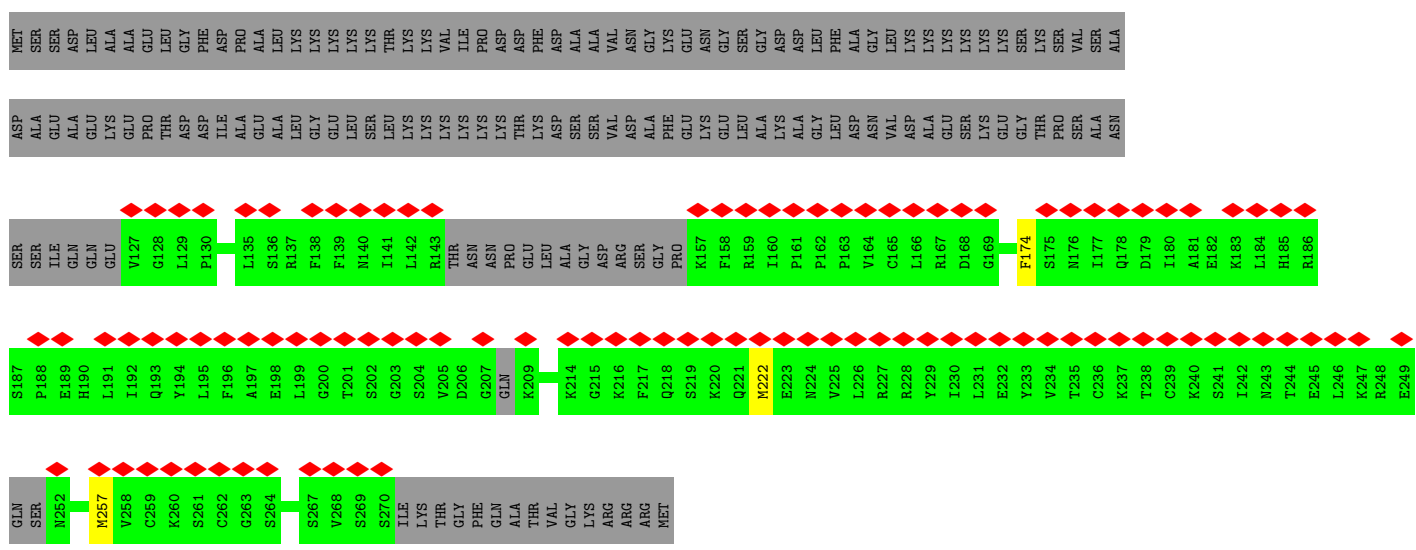 MET SER SER ASP LEU ALA ALA GLU LEU GLY PHE ASP PRO ALA LEU LYS LYS LYS LYS LYS THR LYS LYS VAL ILE PRO ASP ASP PHE ASP ALA ALA VAL ASN GLY LYS GLU ASN GLY SER GLY ASP ASP LEU PHE ALA GLY LEU LYS LYS LYS LYS LYS LYS SER LYS SER VAL SER ALA
ASP ALA GLU ALA GLU LYS GLU PRO THR ASP ASP ILE ALA GLU ALA LEU GLY GLU LEU SER LEU LYS LYS LYS LYS LYS LYS THR LYS ASP SER SER VAL ASP ALA PHE GLU LYS GLU LEU ALA LYS ALA GLY LEU ASP ASN VAL ASP ALA GLU SER LYS GLU GLY THR PRO SER ALA ASN
SER SER ILE GLN GLN GLU V127 G128 L129 P130 L135 S136 R137 F138 F139 N140 I141 L142 R143 THR ASN ASN PRO GLU LEU ALA GLY ASP ARG SER GLY PRO K157 F158 R159 I160 P161 P162 P163 V164 C165 L166 R167 D168 G169 F174 S175 N176 I177 Q178 D179 I180 A181 E182 K183 L184 H185 R186
S187 P188 E189 H190 L191 I192 Q193 Y194 L195 F196 A197 E198 L199 G200 T201 S202 G203 S204 V205 D206 G207 GLN K209 K214 G215 K216 F217 Q218 S219 K220 Q221 M222 E223 N224 V225 L226 R227 R228 Y229 I230 L231 E232 Y233 V234 T235 C236 K237 T238 C239 K240 S241 I242 N243 T244 E245 L246 K247 R248 E249
GLN SER N252 M257 V258 C259 K260 S261 C262 G263 S264 S267 V268 S269 S270 ILE LYS THR GLY PHE GLN ALA THR VAL GLY LYS ARG ARG ARG MET